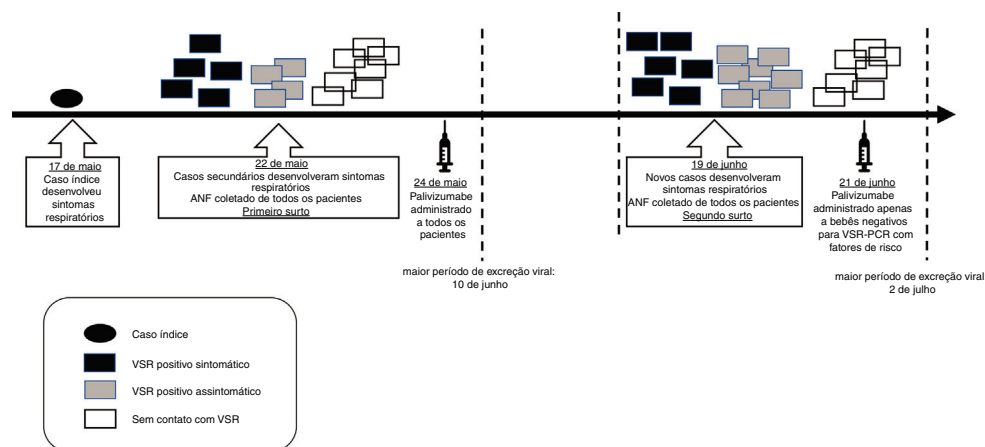 17 de maio
Caso índice
desenvolveu
sintomas
respiratórios
22 de maio
Casos secundários desenvolveram sintomas
respiratórios
ANF coletado de todos os pacientes
Primeiro surto
24 de maio
Palivizumabe
administrado
a todos os
pacientes
maior período de excreção viral:
10 de junho
19 de junho
Novos casos desenvolveram
sintomas respiratórios
ANF coletado de todos os pacientes
Segundo surto
21 de junho
Palivizumabe
administrado apenas
a bebês negativos
para VSR-PCR com
fatores de risco
maior período de excreção viral
2 de julho
Caso índice
VSR positivo sintomático
VSR positivo assintomático
Sem contato com VSR